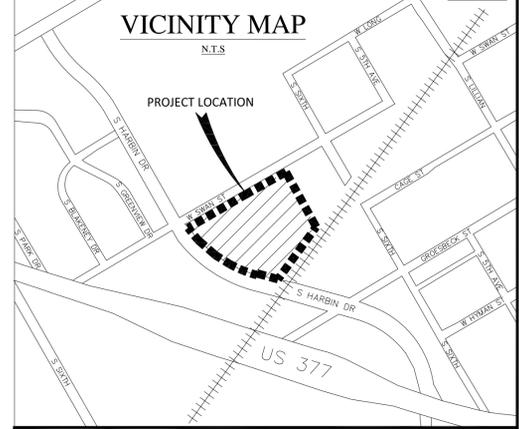 VICINITY MAP
N.T.S
PROJECT LOCATION
W LONG
W SWAN ST
S 5TH AVE
S SIXTH
S LILLIAN
S HARBIN DR
CAGE ST
W SWAN ST
S GREENVIEW DR
S BLAKENEY DR
S PARK DR
S SIXTH
GROESBECK ST
S 5TH AVE
S HARBIN DR
W HYMAN ST
US 377
S SIXTH
S SIXTH